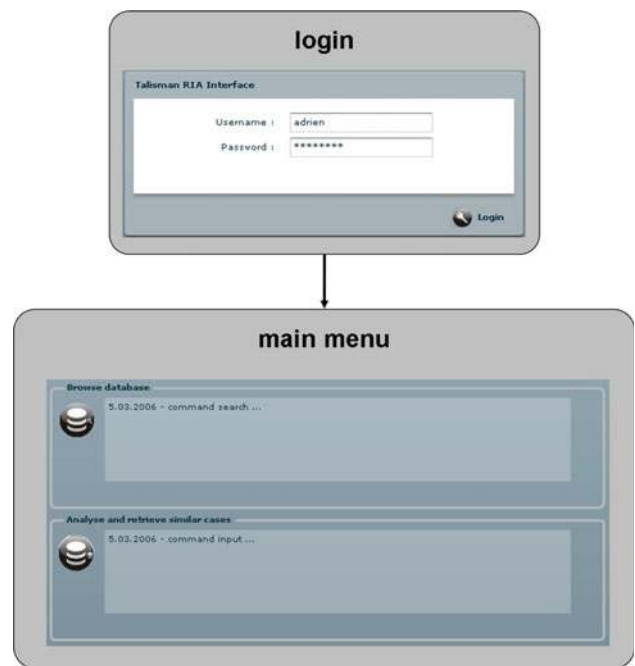 login
Talisman RIA Interface
Username :
adrien
Password :
********
Login
main menu
Browse database
5.03.2006 - command search ...
Analyse and retrieve similar cases
5.03.2006 - command input ...